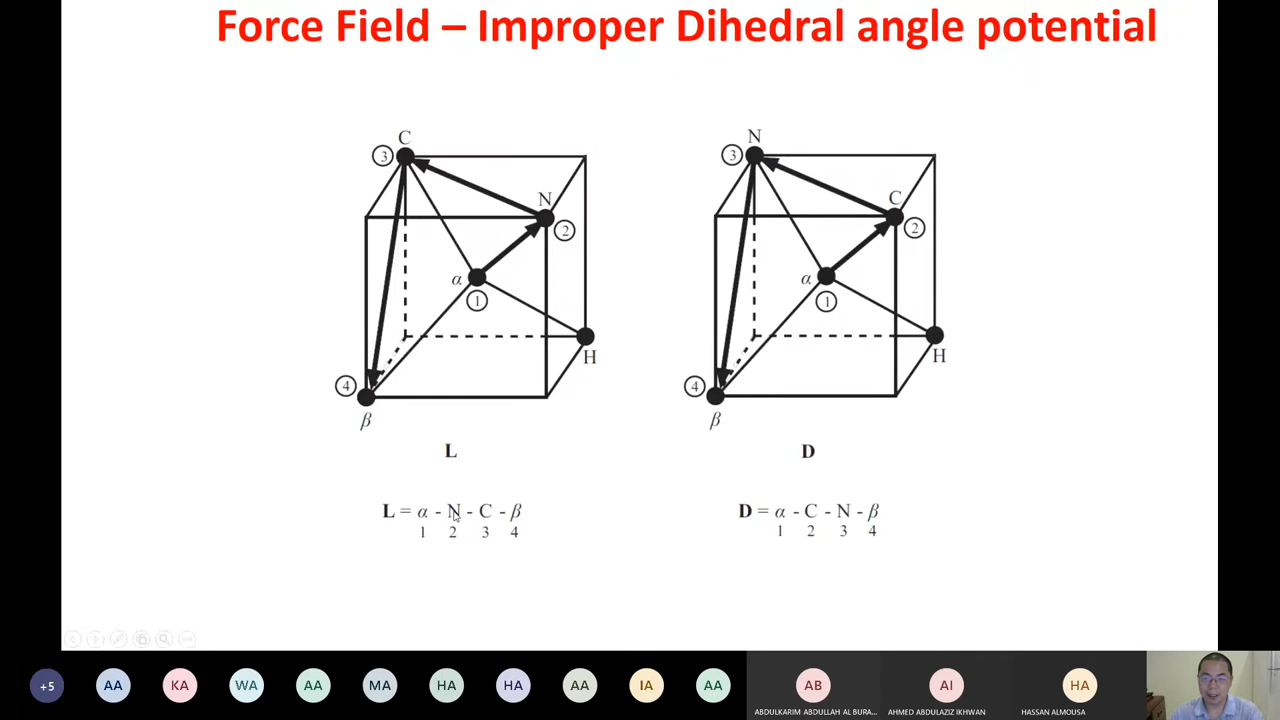 Force Field – Improper Dihedral angle potential
C
3
N
2
α
1
H
4
β
L
L = α - N - C - β
1 2 3 4
N
3
C
2
α
1
H
4
β
D
D = α - C - N - β
1 2 3 4
+5
AA
KA
WA
AA
MA
HA
HA
AA
IA
AA
AB
ABDULKARIM ABDULLAH AL BURA...
AI
AHMED ABDULAZIZ IKHWAN
HA
HASSAN ALMOUSA